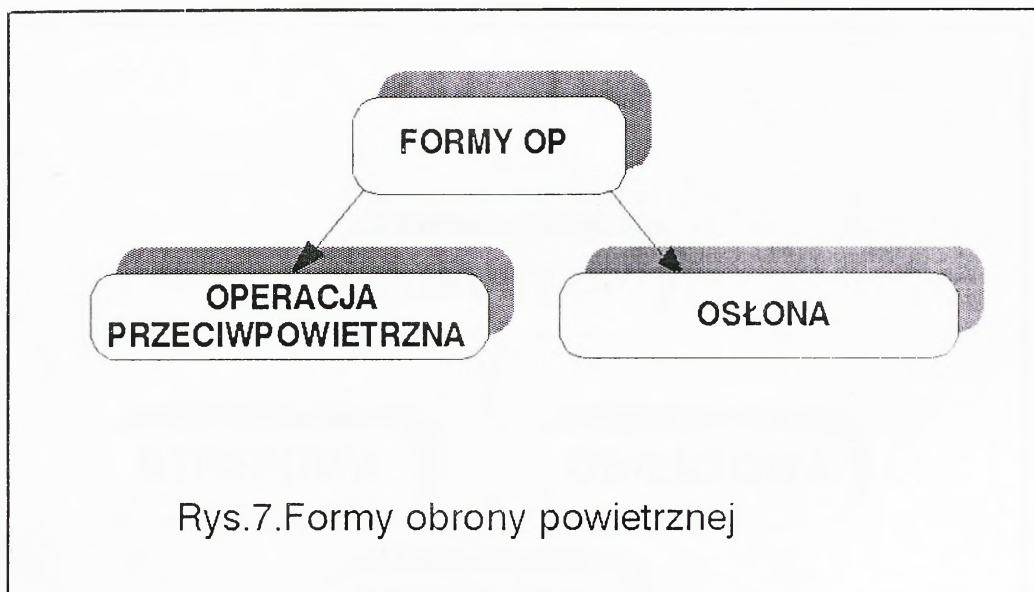 FORMY OP
OPERACJA
PRZECIWPOWIETRZNA
OSŁONA
Rys.7.Formy obrony powietrznej